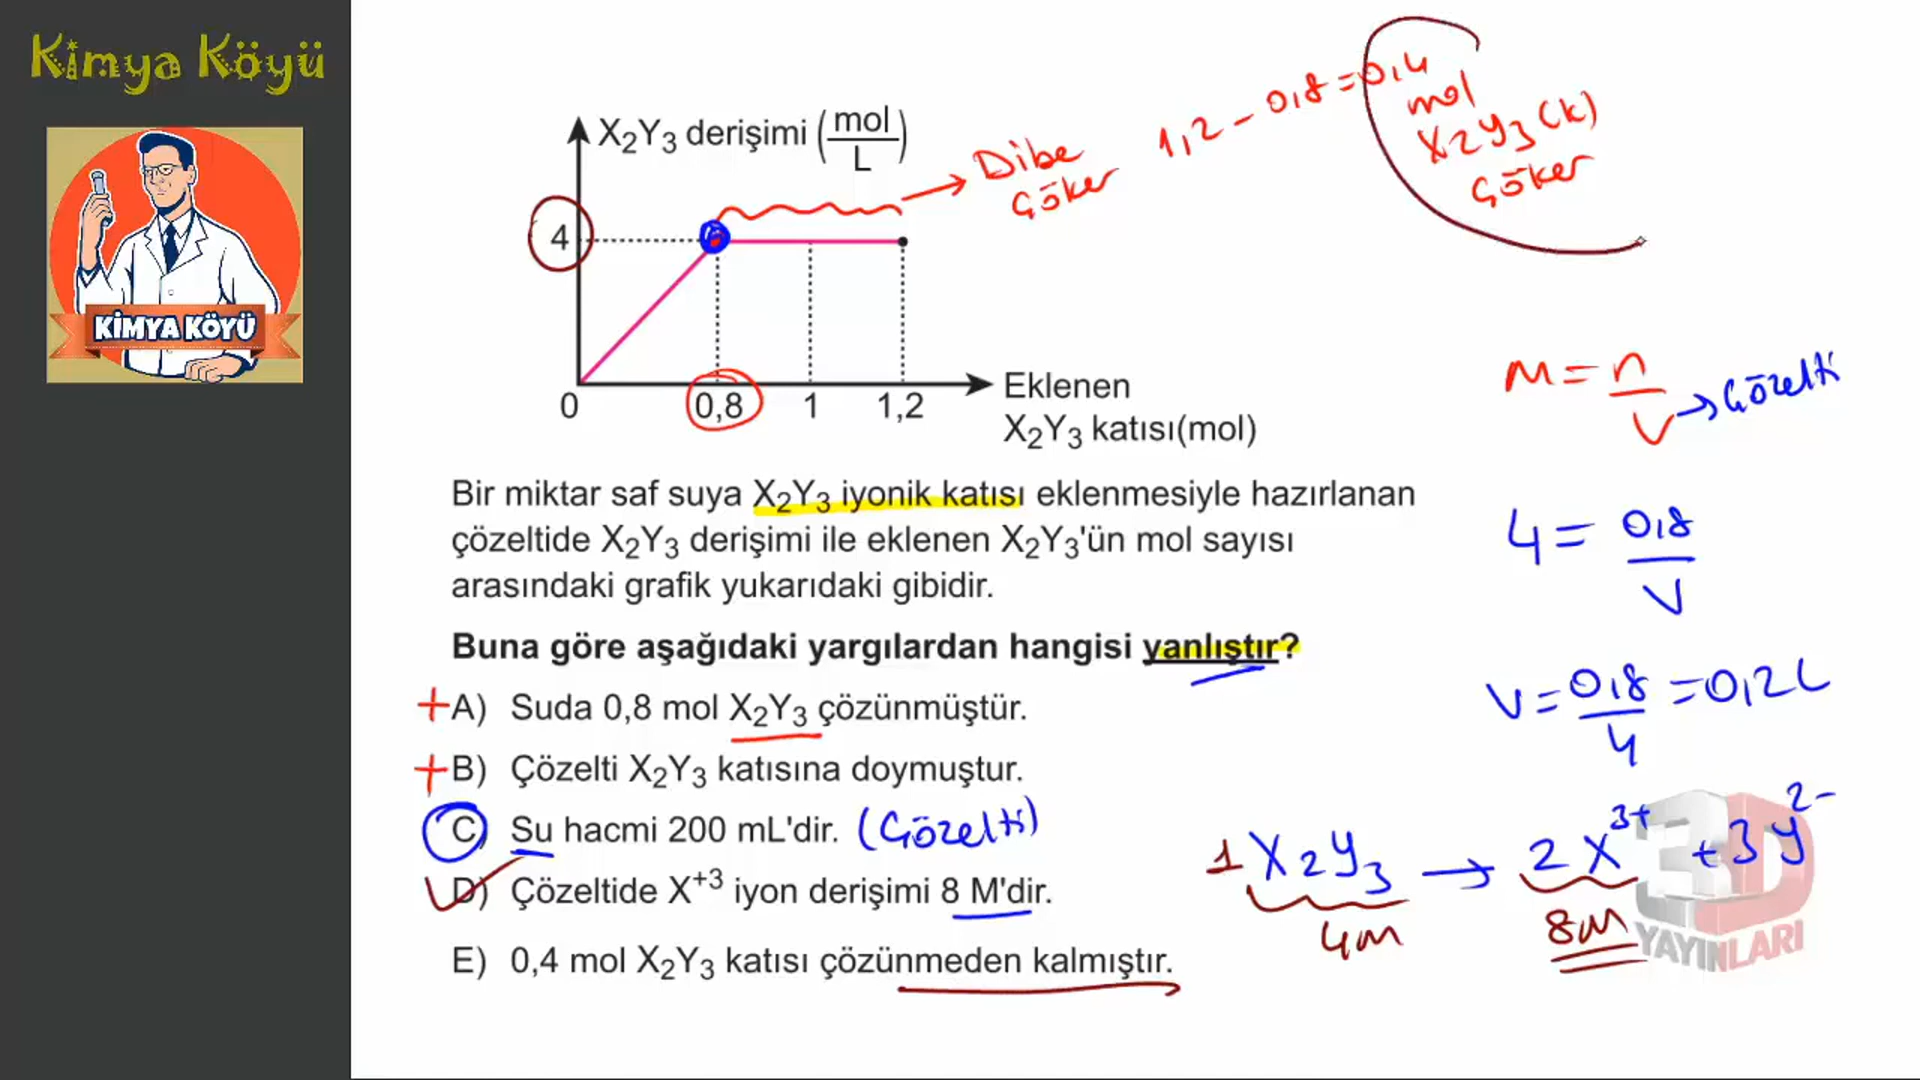 Kimya Köyü
KİMYA KÖYÜ
X₂Y₃ derişimi (mol/L)
4
0
0,8
1
1,2
Eklenen
X₂Y₃ katısı(mol)
Dibe
Çöker
1,2 - 0,8 = 0,4
mol
X₂Y₃(k)
Çöker
M = n/V → Çözelti
4 = 0,8/V
V = 0,8/4 = 0,2L
Bir miktar saf suya X₂Y₃ iyonik katısı eklenmesiyle hazırlanan
çözeltide X₂Y₃ derişimi ile eklenen X₂Y₃'ün mol sayısı
arasındaki grafik yukarıdaki gibidir.
Buna göre aşağıdaki yargılardan hangisi yanlıştır?
+A) Suda 0,8 mol X₂Y₃ çözünmüştür.
+B) Çözelti X₂Y₃ katısına doymuştur.
C) Su hacmi 200 mL'dir. (Çözelti)
D) Çözeltide X⁺³ iyon derişimi 8 M'dir.
E) 0,4 mol X₂Y₃ katısı çözünmeden kalmıştır.
1 X₂Y₃ → 2X³⁺ + 3Y²⁻
4M 8M
3D
YAYINLARI